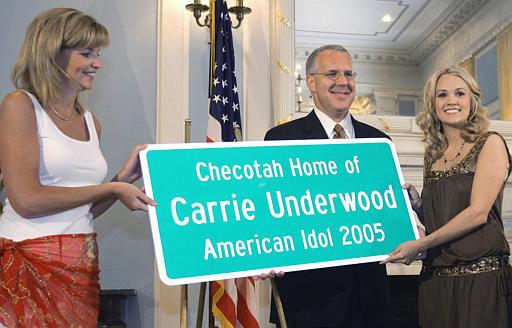 Checotah Home of
Carrie Underwood
American Idol 2005